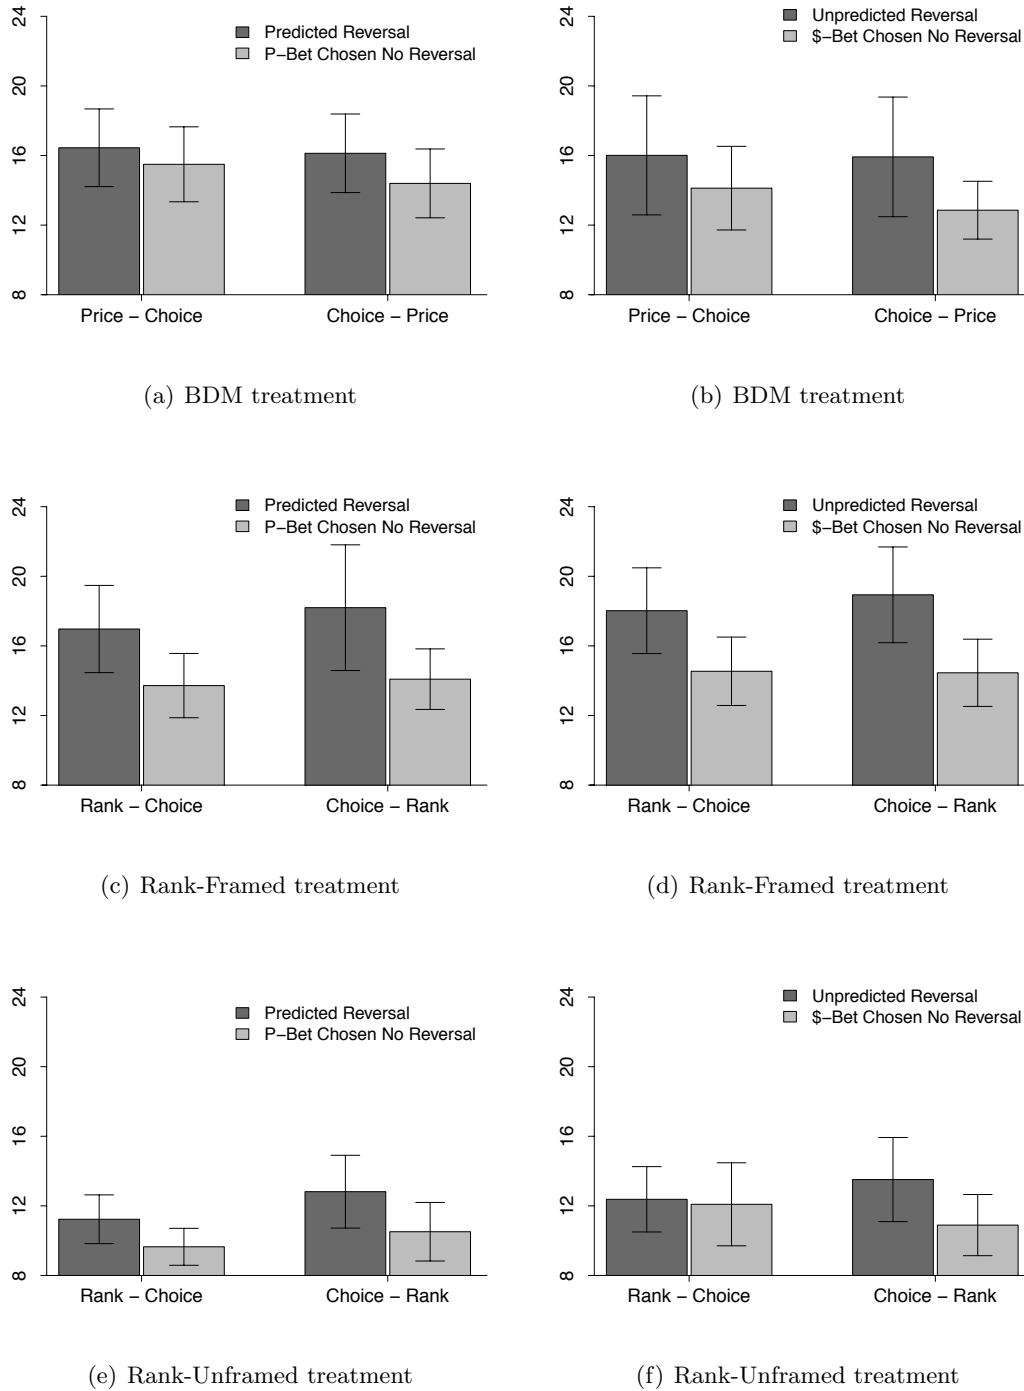 24
20
16
12
8
Predicted Reversal
P−Bet Chosen No Reversal
Price − Choice
Choice − Price
(a) BDM treatment
24
20
16
12
8
Unpredicted Reversal
$−Bet Chosen No Reversal
Price − Choice
Choice − Price
(b) BDM treatment
24
20
16
12
8
Predicted Reversal
P−Bet Chosen No Reversal
Rank − Choice
Choice − Rank
(c) Rank-Framed treatment
24
20
16
12
8
Unpredicted Reversal
$−Bet Chosen No Reversal
Rank − Choice
Choice − Rank
(d) Rank-Framed treatment
24
20
16
12
8
Predicted Reversal
P−Bet Chosen No Reversal
Rank − Choice
Choice − Rank
(e) Rank-Unframed treatment
24
20
16
12
8
Unpredicted Reversal
$−Bet Chosen No Reversal
Rank − Choice
Choice − Rank
(f) Rank-Unframed treatment